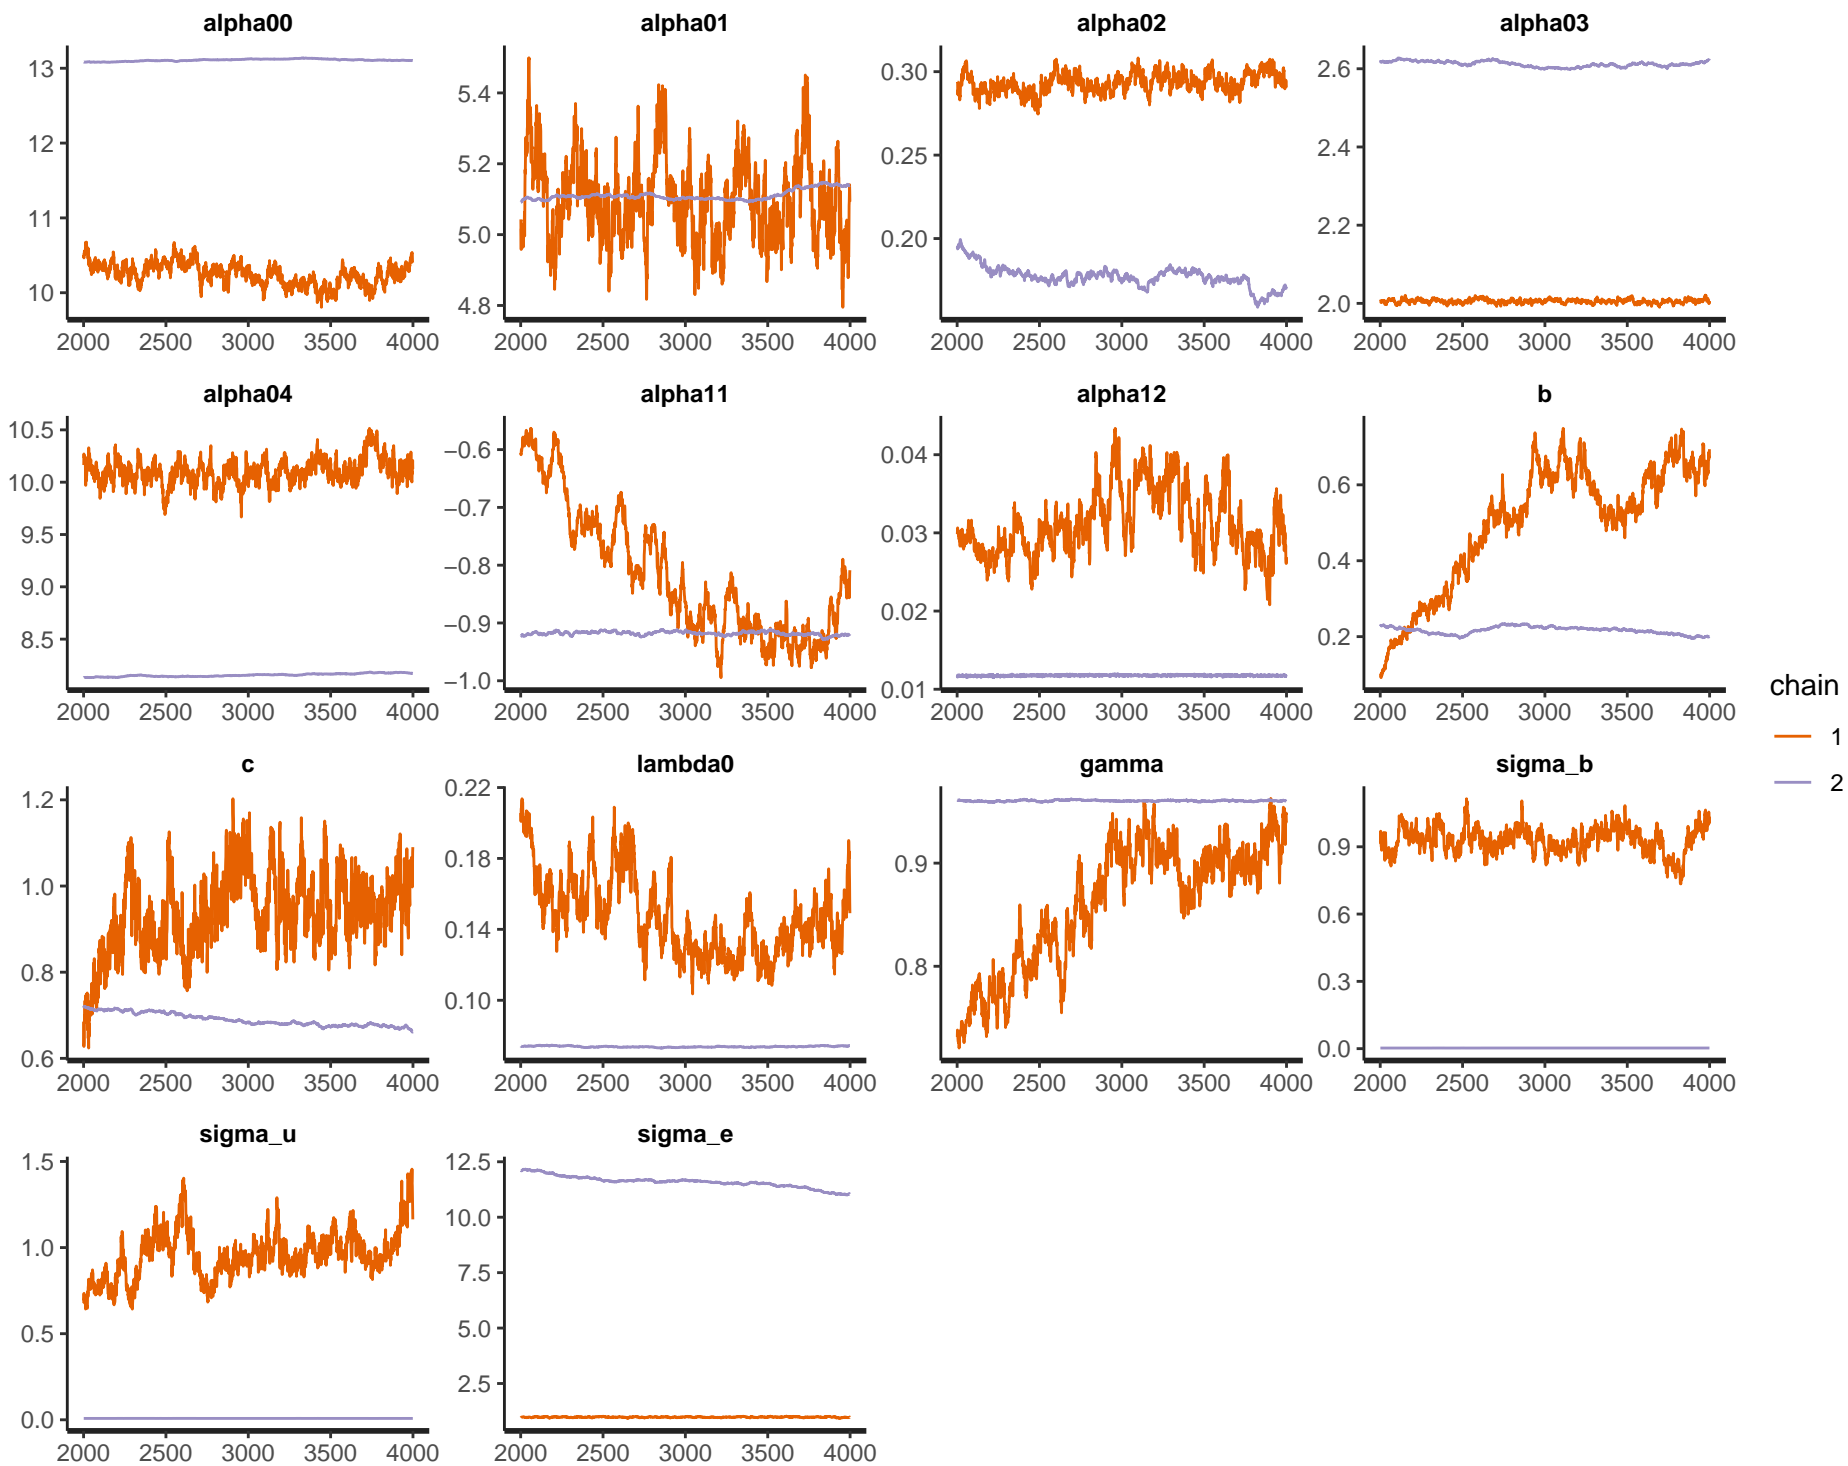 alpha00 alpha01 alpha02 alpha03
13 12 11 10
5.4 5.2 5.0 4.8
0.30 0.25 0.20
2.6 2.4 2.2 2.0
2000 2500 3000 3500 4000 2000 2500 3000 3500 4000 2000 2500 3000 3500 4000 2000 2500 3000 3500 4000
alpha04 alpha11 alpha12 b
10.5 10.0 9.5 9.0 8.5
−0.6 −0.7 −0.8 −0.9 −1.0
0.04 0.03 0.02 0.01
0.6 0.4 0.2
2000 2500 3000 3500 4000 2000 2500 3000 3500 4000 2000 2500 3000 3500 4000 2000 2500 3000 3500 4000
chain
1
2
c lambda0 gamma sigma_b
1.2 1.0 0.8 0.6
0.22 0.18 0.14 0.10
0.9 0.8
0.9 0.6 0.3 0.0
2000 2500 3000 3500 4000 2000 2500 3000 3500 4000 2000 2500 3000 3500 4000 2000 2500 3000 3500 4000
sigma_u sigma_e
1.5 1.0 0.5 0.0
12.5 10.0 7.5 5.0 2.5
2000 2500 3000 3500 4000 2000 2500 3000 3500 4000